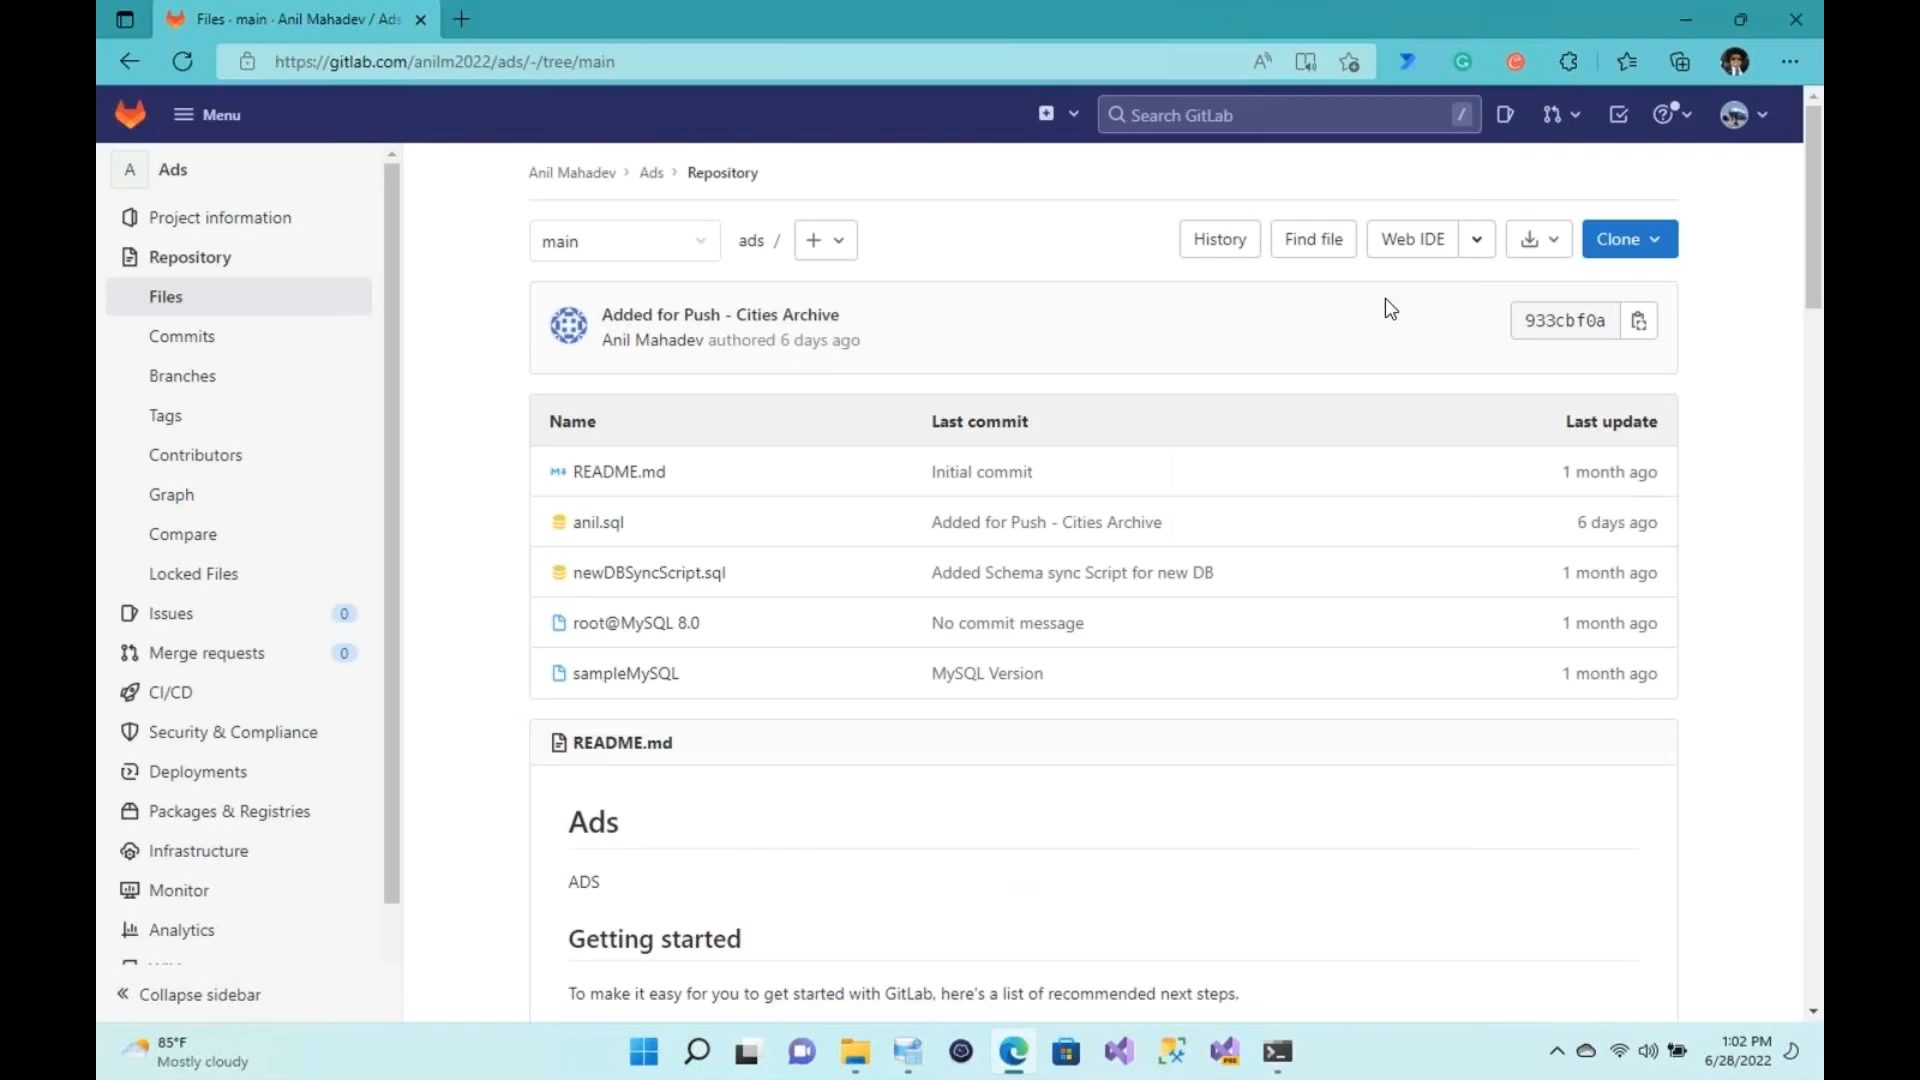 Files · main · Anil Mahadev / Ads
https://gitlab.com/anilm2022/ads/-/tree/main
Menu
Search GitLab
/
A Ads
Project information
Repository
Files
Commits
Branches
Tags
Contributors
Graph
Compare
Locked Files
Issues 0
Merge requests 0
CI/CD
Security & Compliance
Deployments
Packages & Registries
Infrastructure
Monitor
Analytics
Collapse sidebar
Anil Mahadev > Ads > Repository
main
ads /
History
Find file
Web IDE
Clone
Added for Push - Cities Archive
Anil Mahadev authored 6 days ago
933cbf0a
Name Last commit Last update
README.md Initial commit 1 month ago
anil.sql Added for Push - Cities Archive 6 days ago
newDBSyncScript.sql Added Schema sync Script for new DB 1 month ago
root@MySQL 8.0 No commit message 1 month ago
sampleMySQL MySQL Version 1 month ago
README.md
Ads
ADS
Getting started
To make it easy for you to get started with GitLab, here's a list of recommended next steps.
85°F
Mostly cloudy
PRE
1:02 PM
6/28/2022